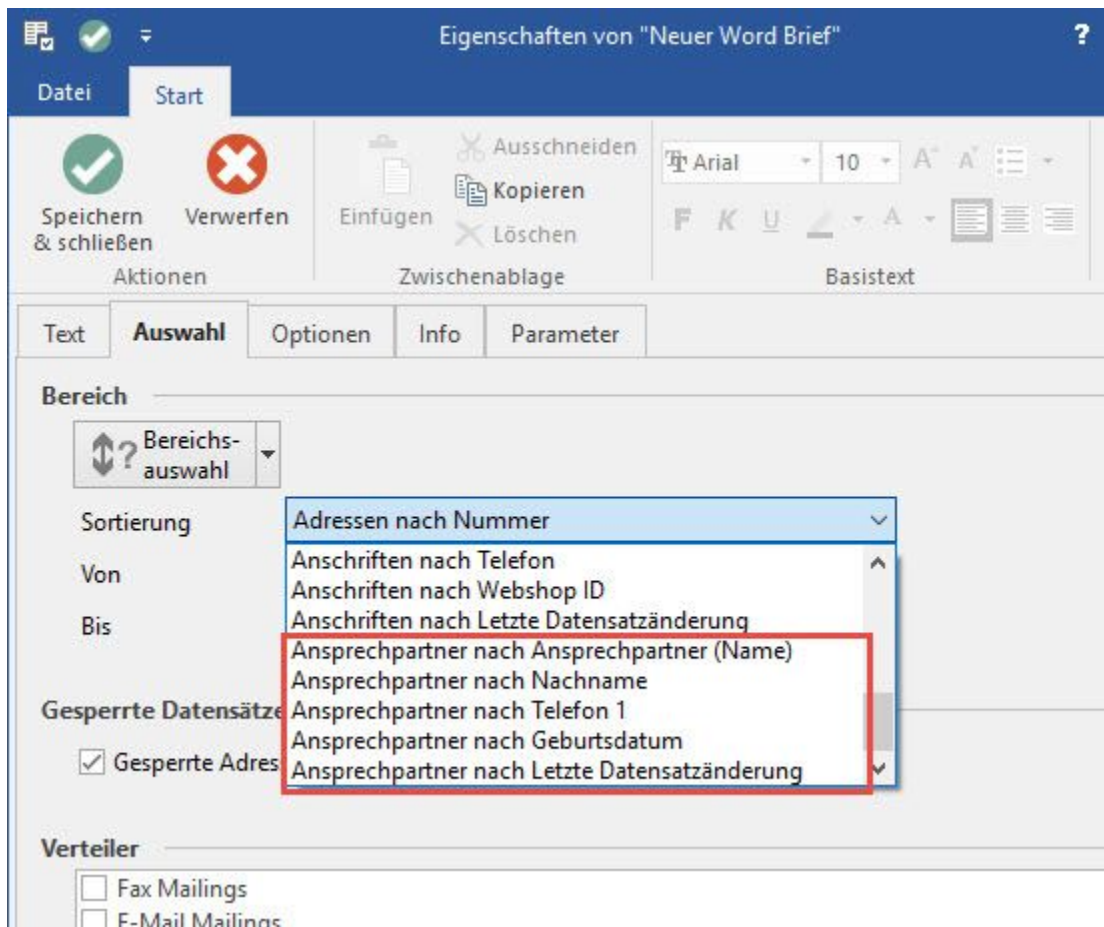 Eigenschaften von "Neuer Word Brief"
?
Datei
Start
Speichern
& schließen
Verwerfen
Aktionen
Einfügen
Ausschneiden
Kopieren
Löschen
Zwischenablage
Arial
10
F K U A
Basistext
Text
Auswahl
Optionen
Info
Parameter
Bereich
Bereichs-
auswahl
Sortierung
Adressen nach Nummer
Von
Bis
Anschriften nach Telefon
Anschriften nach Webshop ID
Anschriften nach Letzte Datensatzänderung
Ansprechpartner nach Ansprechpartner (Name)
Ansprechpartner nach Nachname
Ansprechpartner nach Telefon 1
Ansprechpartner nach Geburtsdatum
Ansprechpartner nach Letzte Datensatzänderung
Gesperrte Datensätze
Gesperrte Adres
Verteiler
Fax Mailings
E-Mail Mailings